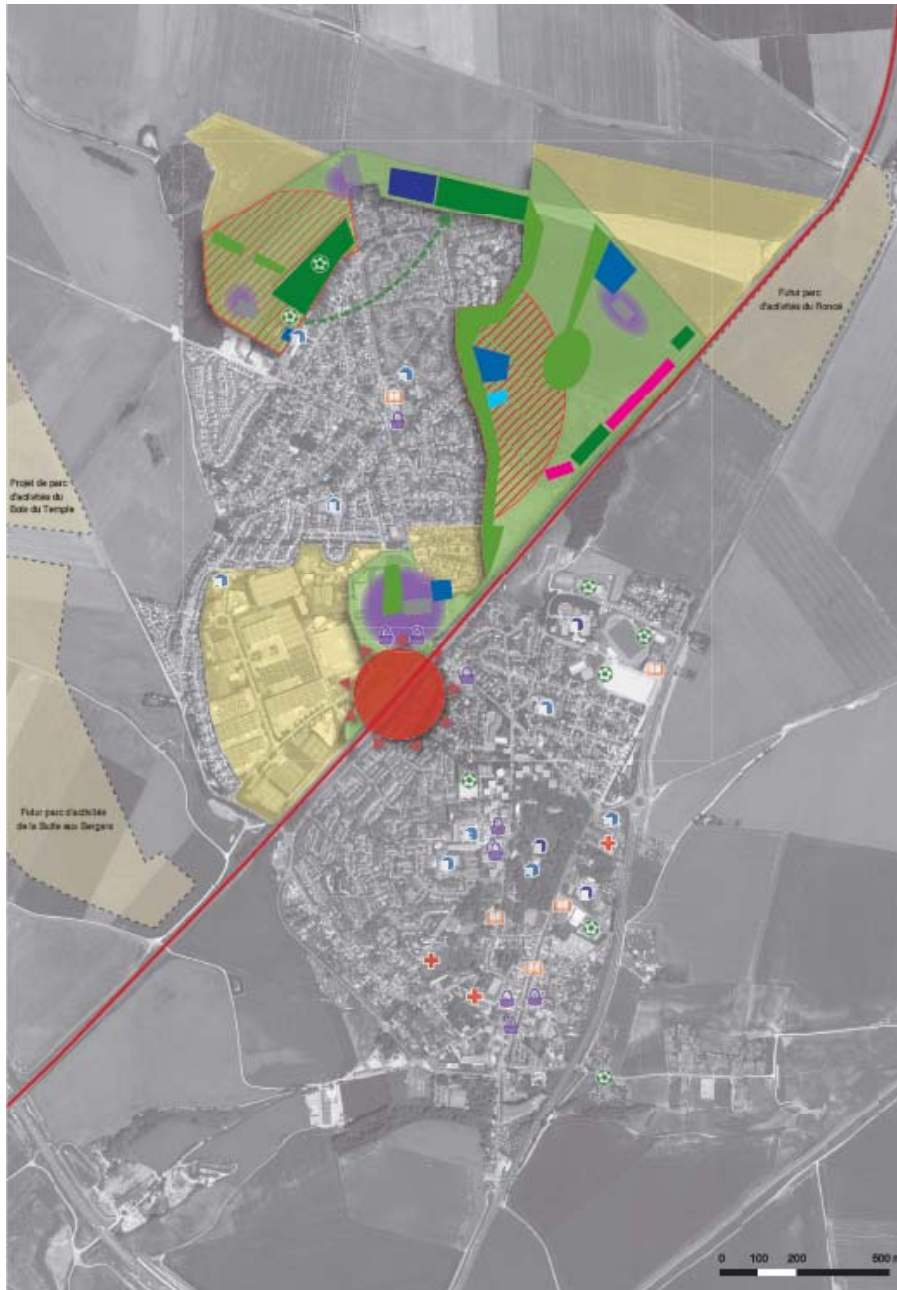 Futur parc
d'activités du Roncé
Projet de parc
d'activités du
Bois du Temple
Futur parc d'activités
de la Butte aux Bergers
0 100 200 500 m